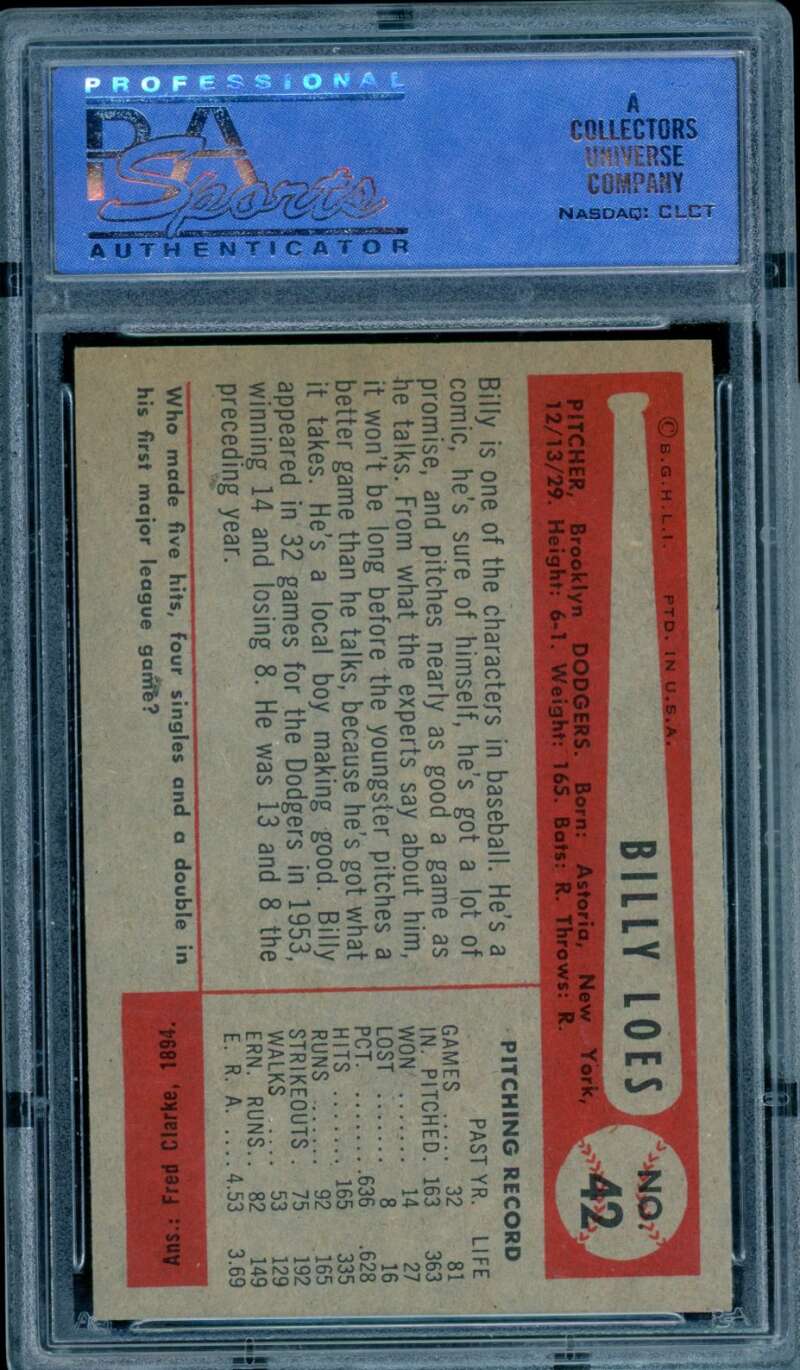 PROFESSIONAL
PSA
Sports
AUTHENTICATOR
A
COLLECTORS
UNIVERSE
COMPANY
NASDAQ: CLCT
© B.G.H.L.I. PTD. IN U.S.A.
BILLY LOES
NO.
42
PITCHER, Brooklyn DODGERS. Born: Astoria, New York,
12/13/29. Height: 6-1. Weight: 165. Bats: R. Throws: R.
Billy is one of the characters in baseball. He's a
comic, he's sure of himself, he's got a lot of
promise, and pitches nearly as good a game as
he talks. From what the experts say about him,
it won't be long before the youngster pitches a
better game than he talks, because he's got what
it takes. He's a local boy making good. Billy
appeared in 32 games for the Dodgers in 1953,
winning 14 and losing 8. He was 13 and 8 the
preceding year.
PITCHING RECORD
PAST YR. LIFE
GAMES ..... 32 81
IN. PITCHED. 163 363
WON ....... 14 27
LOST ....... 8 16
PCT. ........ .636 .628
HITS ....... 165 335
RUNS ...... 92 165
STRIKEOUTS . 75 192
WALKS .... 53 129
ERN. RUNS.. 82 149
E. R. A. .... 4.53 3.69
Who made five hits, four singles and a double in
his first major league game?
Ans.: Fred Clarke, 1894.
PSA